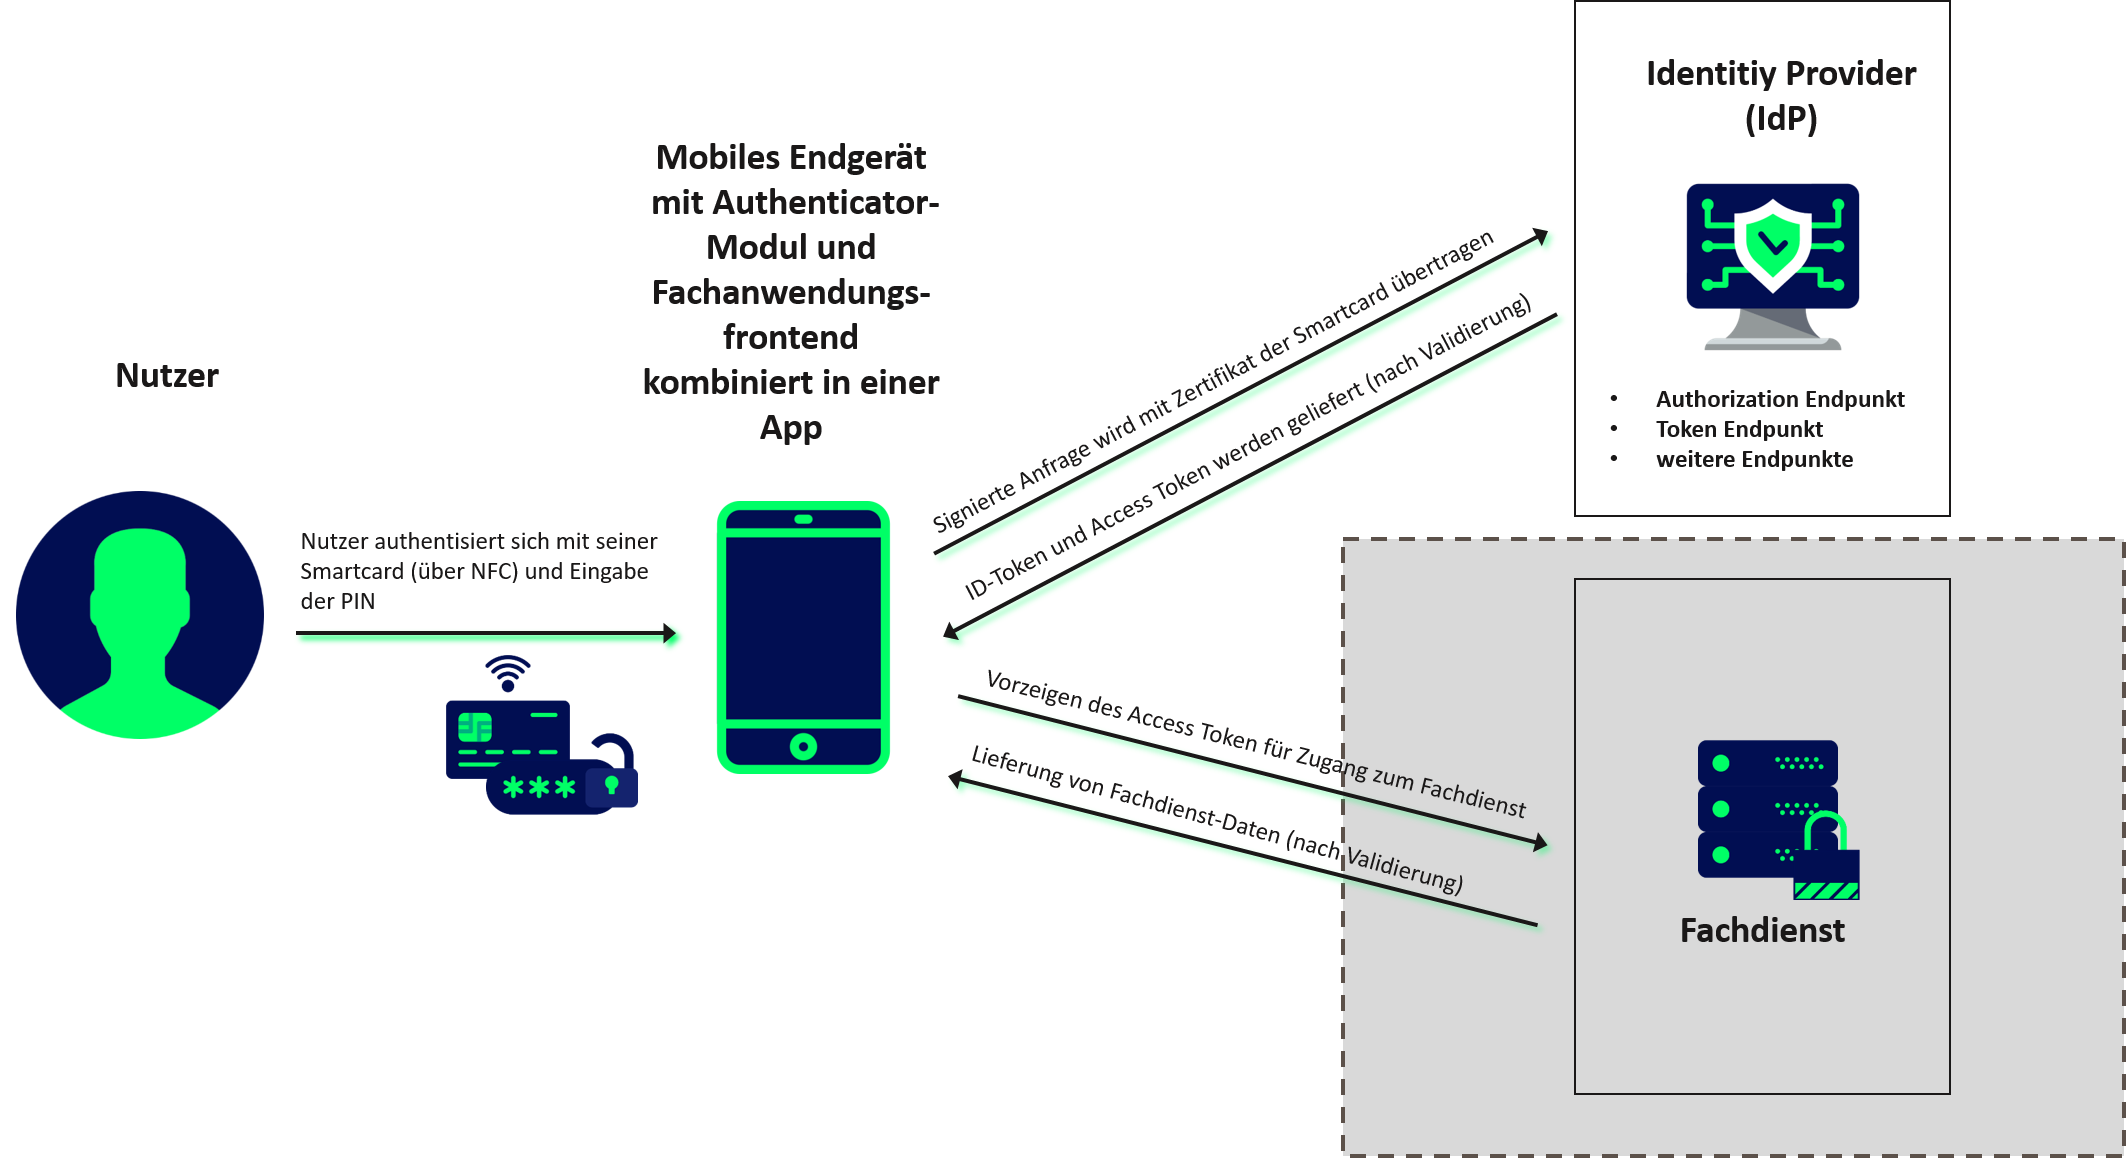 Nutzer
Nutzer authentisiert sich mit seiner
Smartcard (über NFC) und Eingabe
der PIN
***
Mobiles Endgerät
mit Authenticator-
Modul und
Fachanwendungs-
frontend
kombiniert in einer
App
Signierte Anfrage wird mit Zertifikat der Smartcard übertragen
ID-Token und Access Token werden geliefert (nach Validierung)
Vorzeigen des Access Token für Zugang zum Fachdienst
Lieferung von Fachdienst-Daten (nach Validierung)
Identitiy Provider
(IdP)
• Authorization Endpunkt
• Token Endpunkt
• weitere Endpunkte
Fachdienst